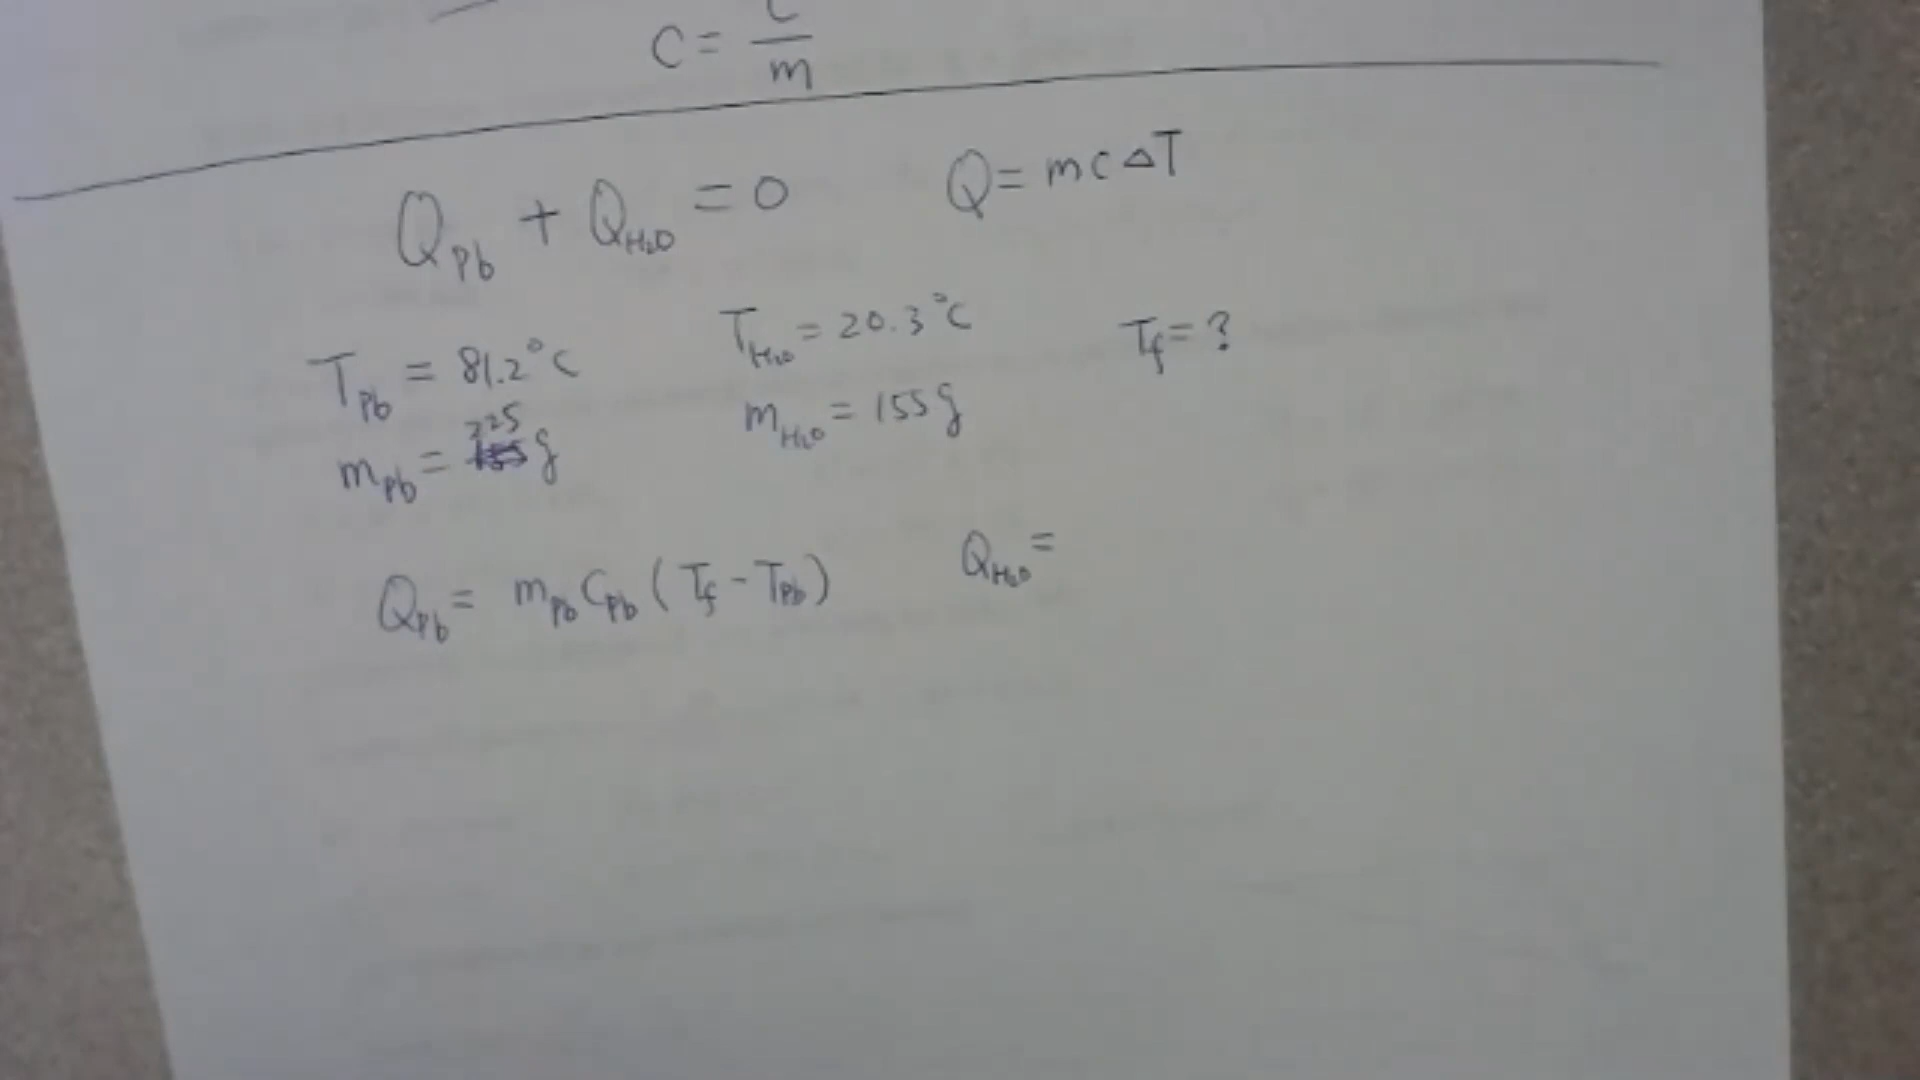 C = —
m
Q_Pb + Q_H₂O = 0 Q = mc△T
T_Pb = 81.2°C T_H₂O = 20.3°C T_f = ?
m_Pb = 225 g m_H₂O = 155 g
Q_Pb = m_Pb C_Pb (T_f - T_Pb) Q_H₂O =